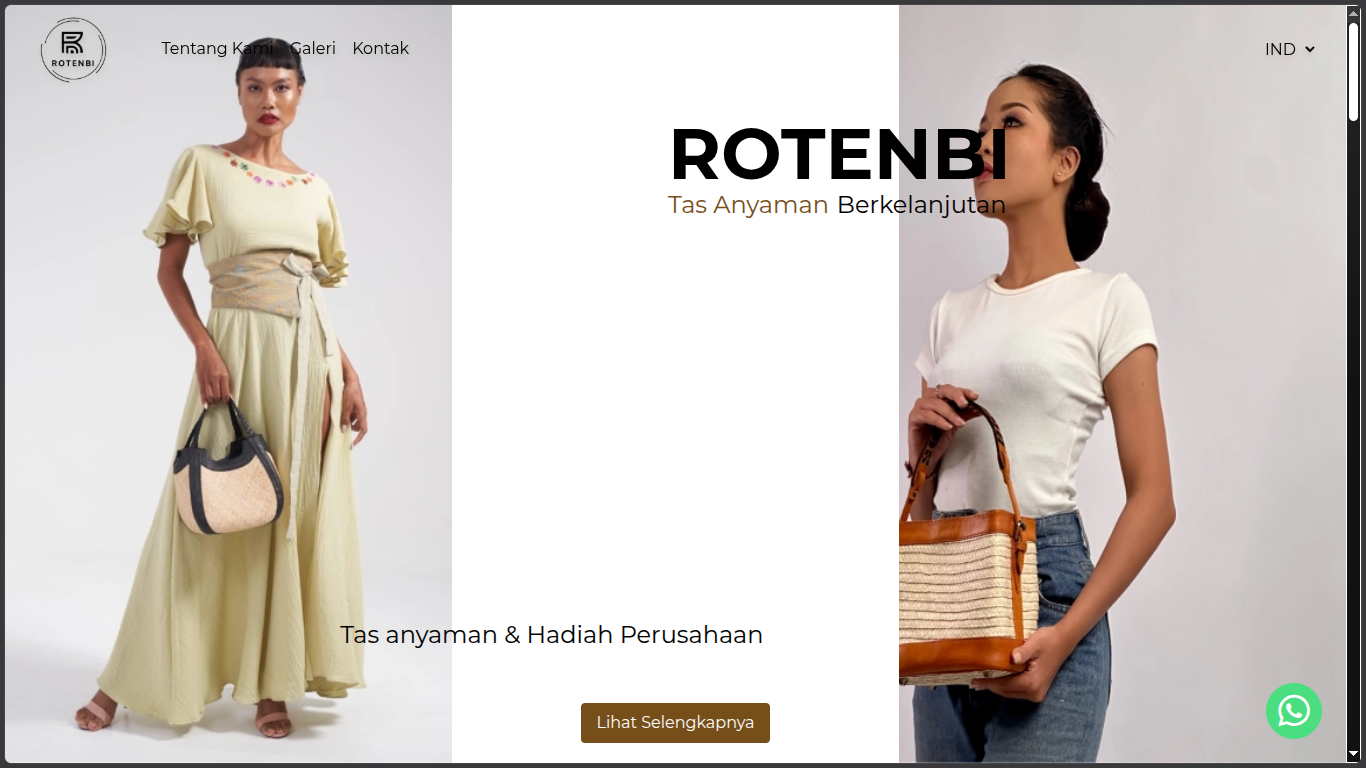 ROTENBI
Tentang Kami Galeri Kontak
IND
ROTENBI
Tas Anyaman Berkelanjutan
Tas anyaman & Hadiah Perusahaan
Lihat Selengkapnya